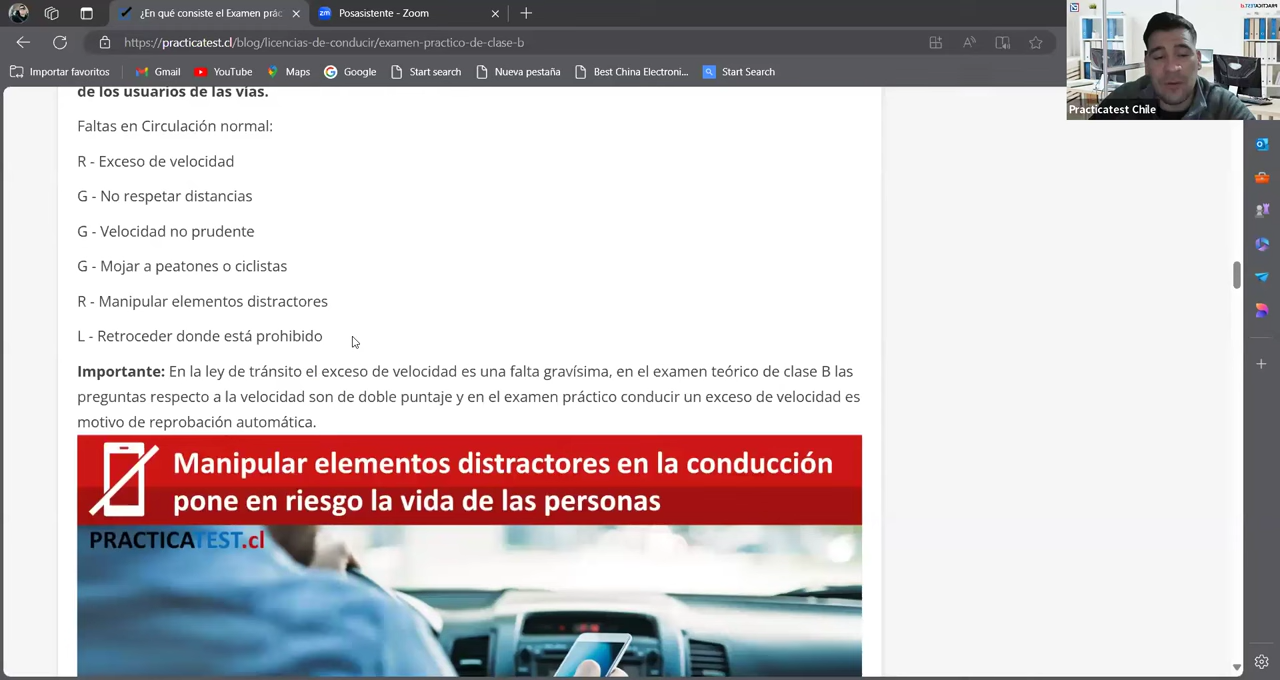 ¿En qué consiste el Examen prác
Posasistente - Zoom
https://practicatest.cl/blog/licencias-de-conducir/examen-practico-de-clase-b
Importar favoritos
Gmail
YouTube
Maps
Google
Start search
Nueva pestaña
Best China Electroni...
Start Search
Practicatest Chile
de los usuarios de las vías.
Faltas en Circulación normal:
R - Exceso de velocidad
G - No respetar distancias
G - Velocidad no prudente
G - Mojar a peatones o ciclistas
R - Manipular elementos distractores
L - Retroceder donde está prohibido
Importante: En la ley de tránsito el exceso de velocidad es una falta gravísima, en el examen teórico de clase B las
preguntas respecto a la velocidad son de doble puntaje y en el examen práctico conducir un exceso de velocidad es
motivo de reprobación automática.
Manipular elementos distractores en la conducción
pone en riesgo la vida de las personas
PRACTICATEST.cl